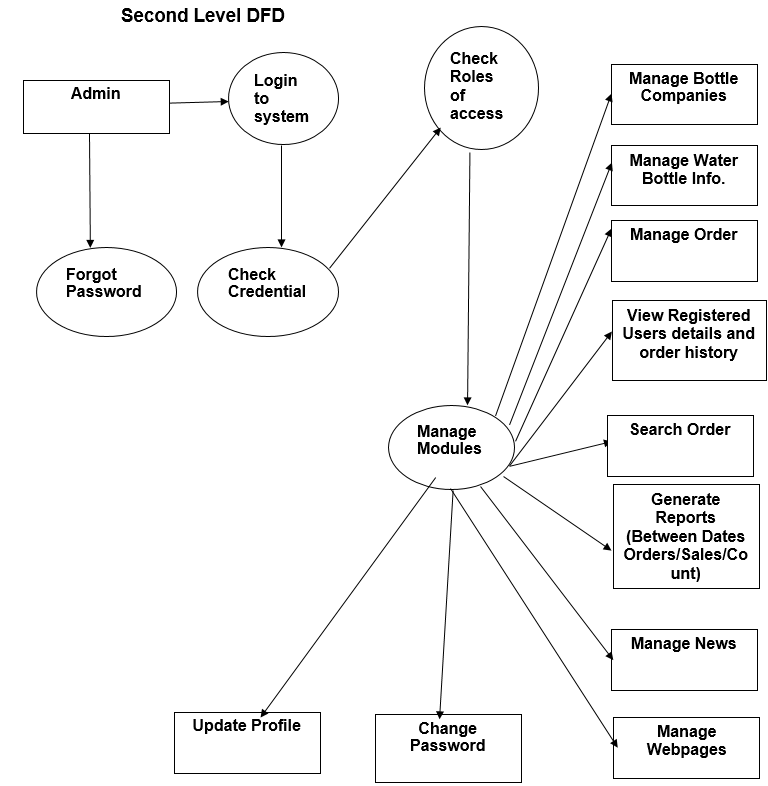 Second Level DFD
Admin
Login
to
system
Check
Roles
of
access
Forgot
Password
Check
Credential
Manage
Modules
Manage Bottle
Companies
Manage Water
Bottle Info.
Manage Order
View Registered
Users details and
order history
Search Order
Generate
Reports
(Between Dates
Orders/Sales/Co
unt)
Manage News
Manage
Webpages
Update Profile
Change
Password